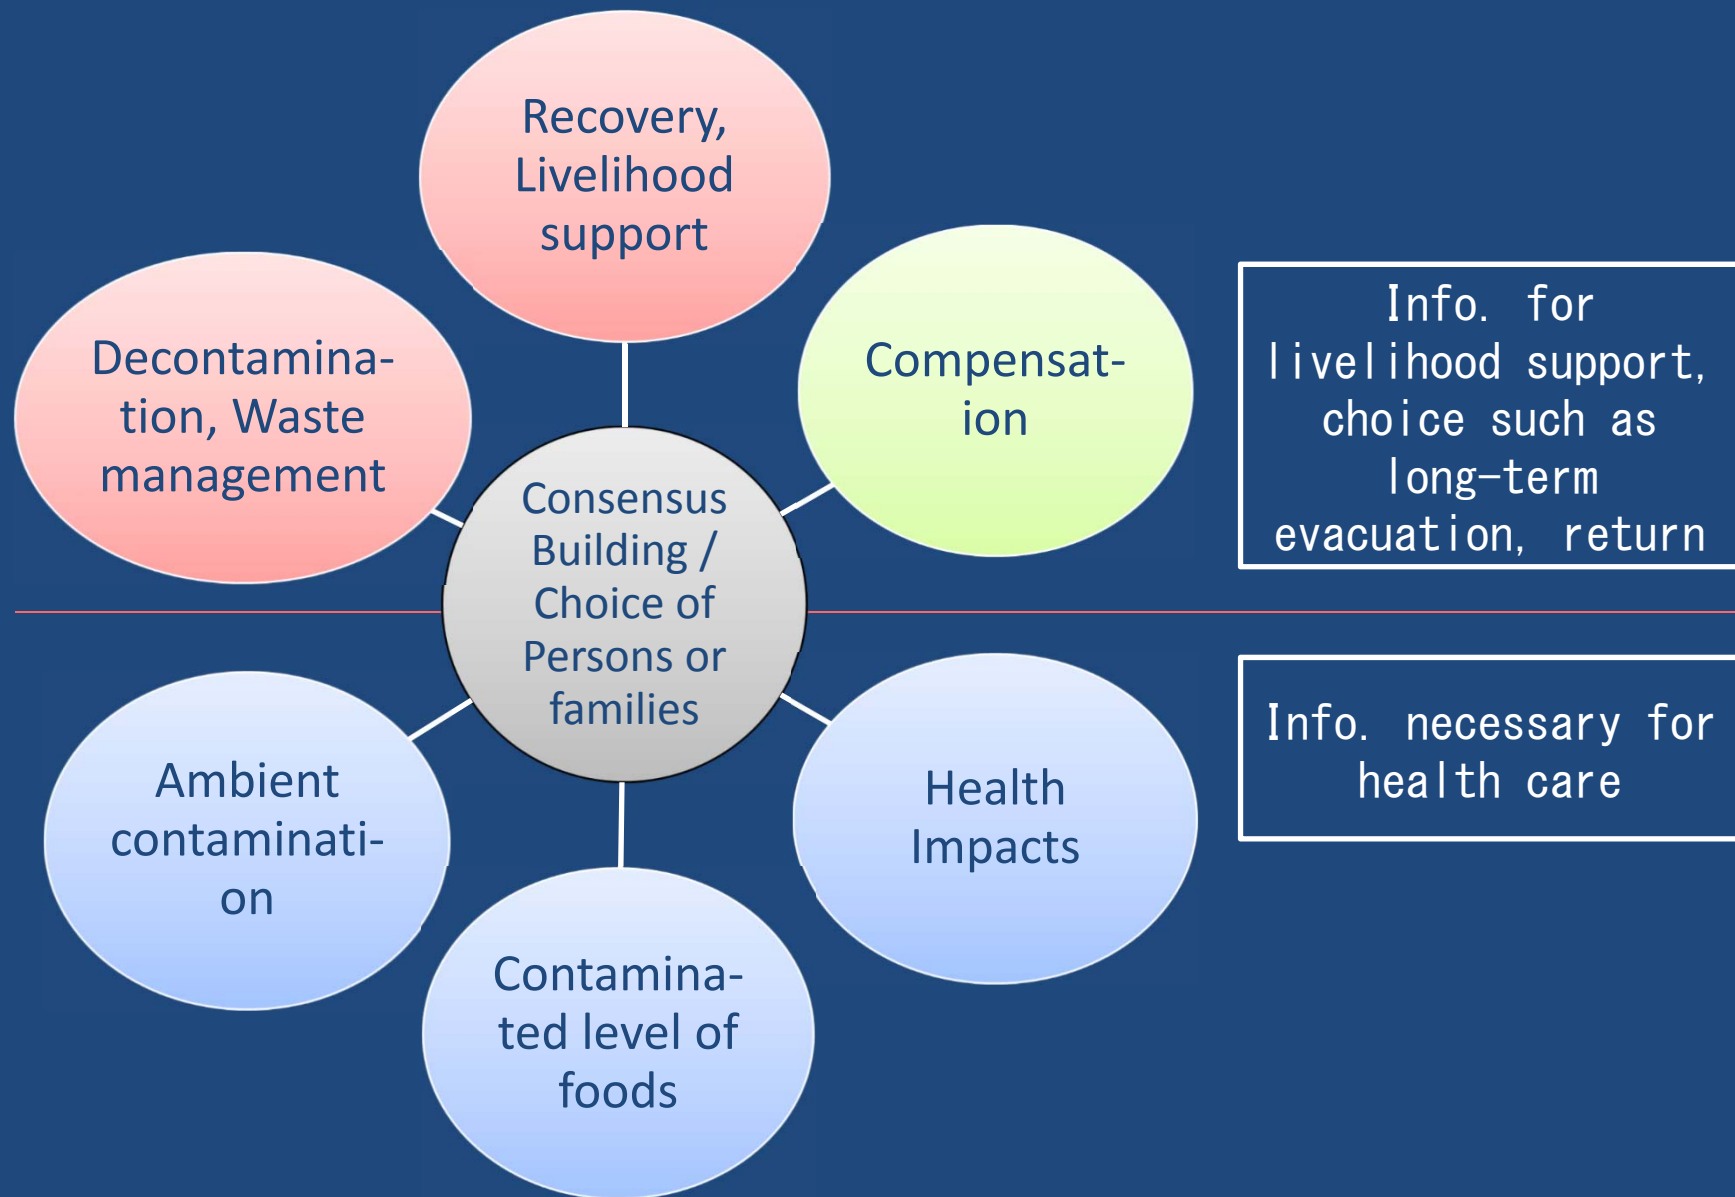 Recovery,
Livelihood
support
Decontamina-
tion, Waste
management
Compensat-
ion
Info. for
livelihood support,
choice such as
long-term
evacuation, return
Consensus
Building /
Choice of
Persons or
families
Ambient
contaminati-
on
Health
Impacts
Info. necessary for
health care
Contamina-
ted level of
foods